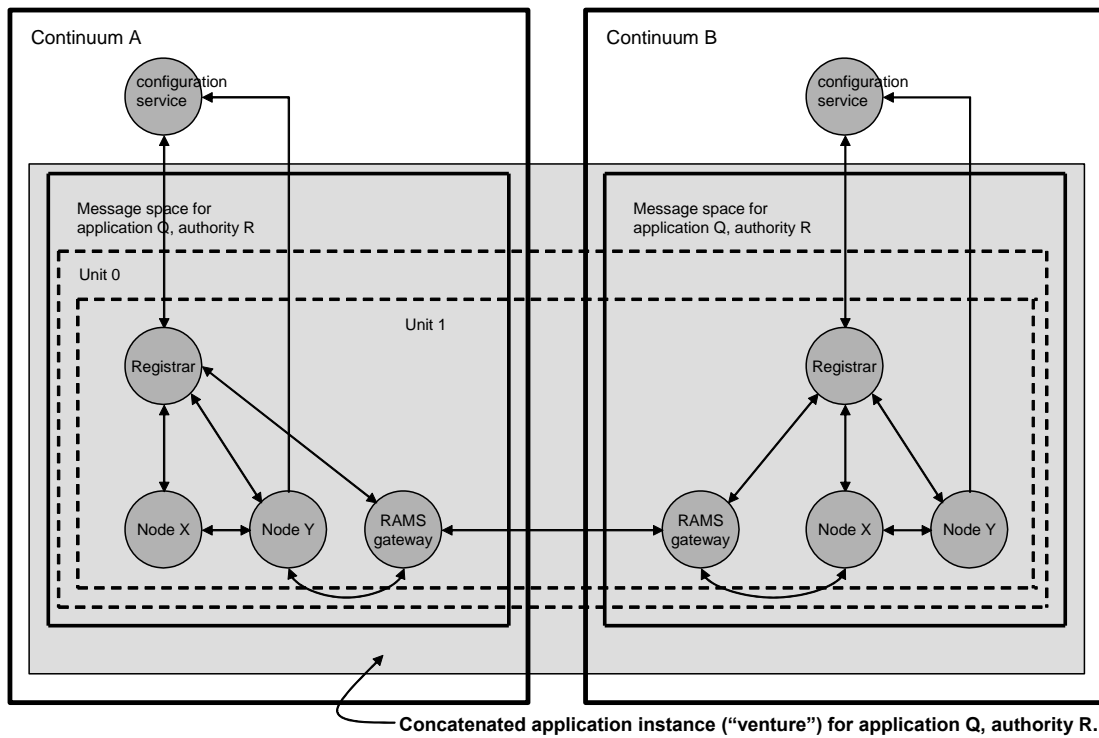 Continuum A
configuration
service
Message space for
application Q, authority R
Unit 0
Unit 1
Registrar
Node X
Node Y
RAMS
gateway
Continuum B
configuration
service
Message space for
application Q, authority R
Registrar
RAMS
gateway
Node X
Node Y
Concatenated application instance (“venture”) for application Q, authority R.